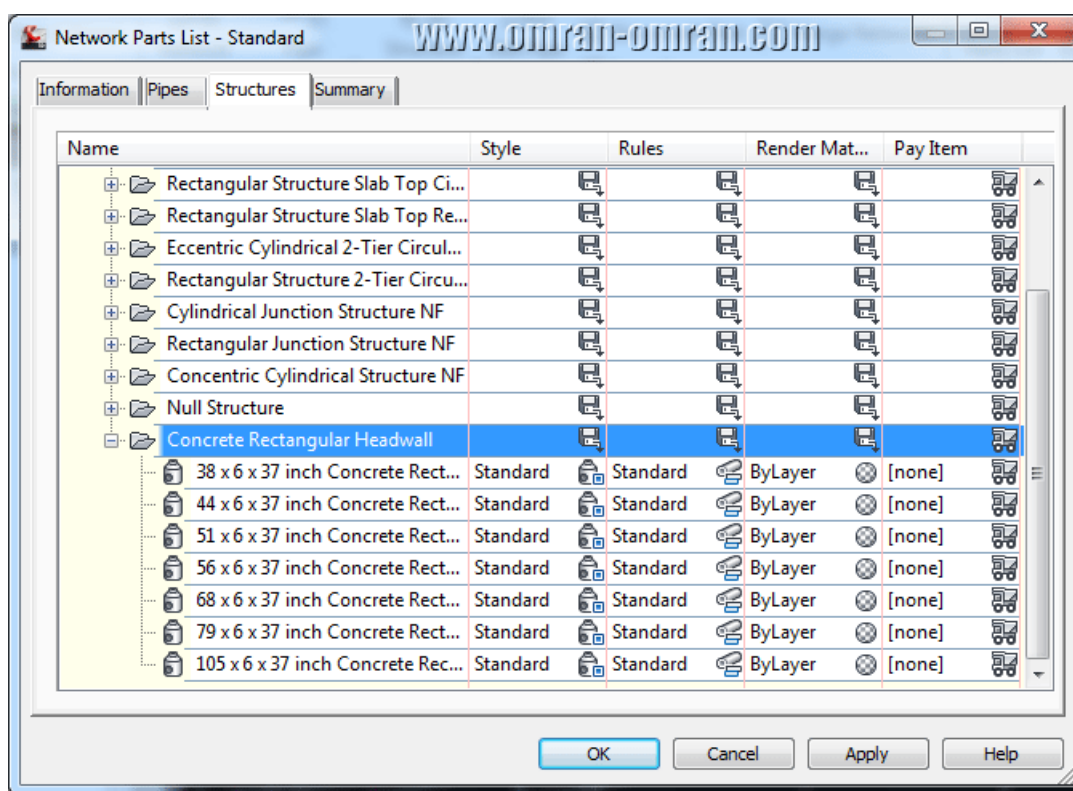 Network Parts List - Standard
www.omran-omran.com
Information Pipes Structures Summary
Name Style Rules Render Mat... Pay Item
Rectangular Structure Slab Top Ci...
Rectangular Structure Slab Top Re...
Eccentric Cylindrical 2-Tier Circul...
Rectangular Structure 2-Tier Circu...
Cylindrical Junction Structure NF
Rectangular Junction Structure NF
Concentric Cylindrical Structure NF
Null Structure
Concrete Rectangular Headwall
38 x 6 x 37 inch Concrete Rect... Standard Standard ByLayer [none]
44 x 6 x 37 inch Concrete Rect... Standard Standard ByLayer [none]
51 x 6 x 37 inch Concrete Rect... Standard Standard ByLayer [none]
56 x 6 x 37 inch Concrete Rect... Standard Standard ByLayer [none]
68 x 6 x 37 inch Concrete Rect... Standard Standard ByLayer [none]
79 x 6 x 37 inch Concrete Rect... Standard Standard ByLayer [none]
105 x 6 x 37 inch Concrete Rec... Standard Standard ByLayer [none]
OK Cancel Apply Help